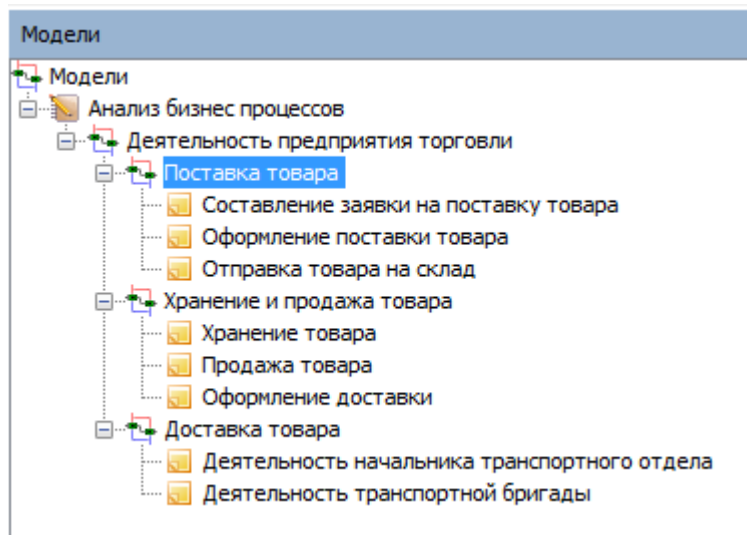 Модели
Модели
Анализ бизнес процессов
Деятельность предприятия торговли
Поставка товара
Составление заявки на поставку товара
Оформление поставки товара
Отправка товара на склад
Хранение и продажа товара
Хранение товара
Продажа товара
Оформление доставки
Доставка товара
Деятельность начальника транспортного отдела
Деятельность транспортной бригады